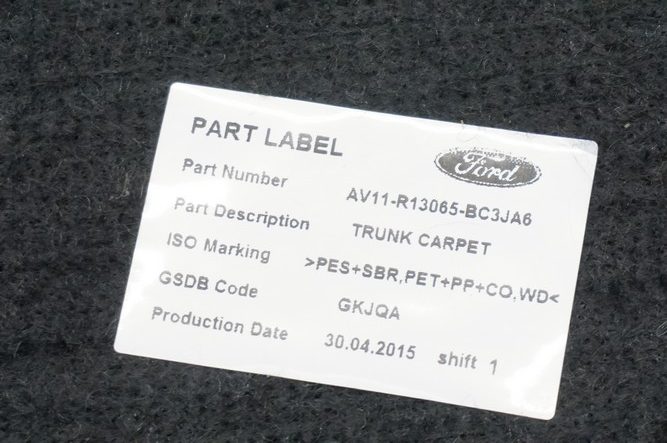 PART LABEL
Ford
Part Number AV11-R13065-BC3JA6
Part Description TRUNK CARPET
ISO Marking >PES+SBR,PET+PP+CO,WD<
GSDB Code GKJQA
Production Date 30.04.2015 shift 1